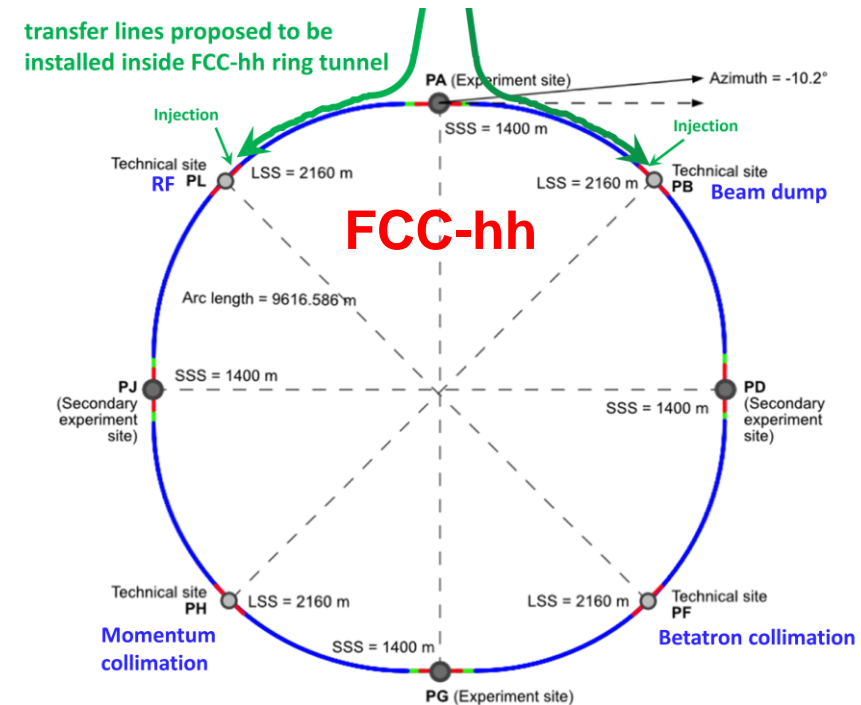 transfer lines proposed to be
installed inside FCC-hh ring tunnel
PA (Experiment site)
Azimuth = -10.2°
Injection
SSS = 1400 m
Injection
Technical site
PL
RF
LSS = 2160 m
LSS = 2160 m
Technical site
PB
Beam dump
FCC-hh
Arc length = 9616.586 m
PJ
(Secondary
experiment
site)
SSS = 1400 m
SSS = 1400 m
PD
(Secondary
experiment
site)
Technical site
PH
LSS = 2160 m
Momentum
collimation
LSS = 2160 m
Technical site
PF
Betatron collimation
SSS = 1400 m
PG (Experiment site)